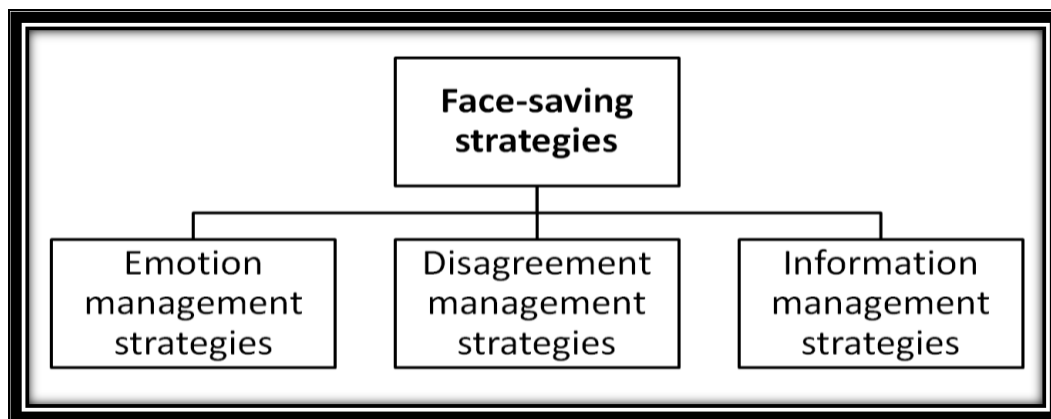 Face-saving
strategies
Emotion
management
strategies
Disagreement
management
strategies
Information
management
strategies